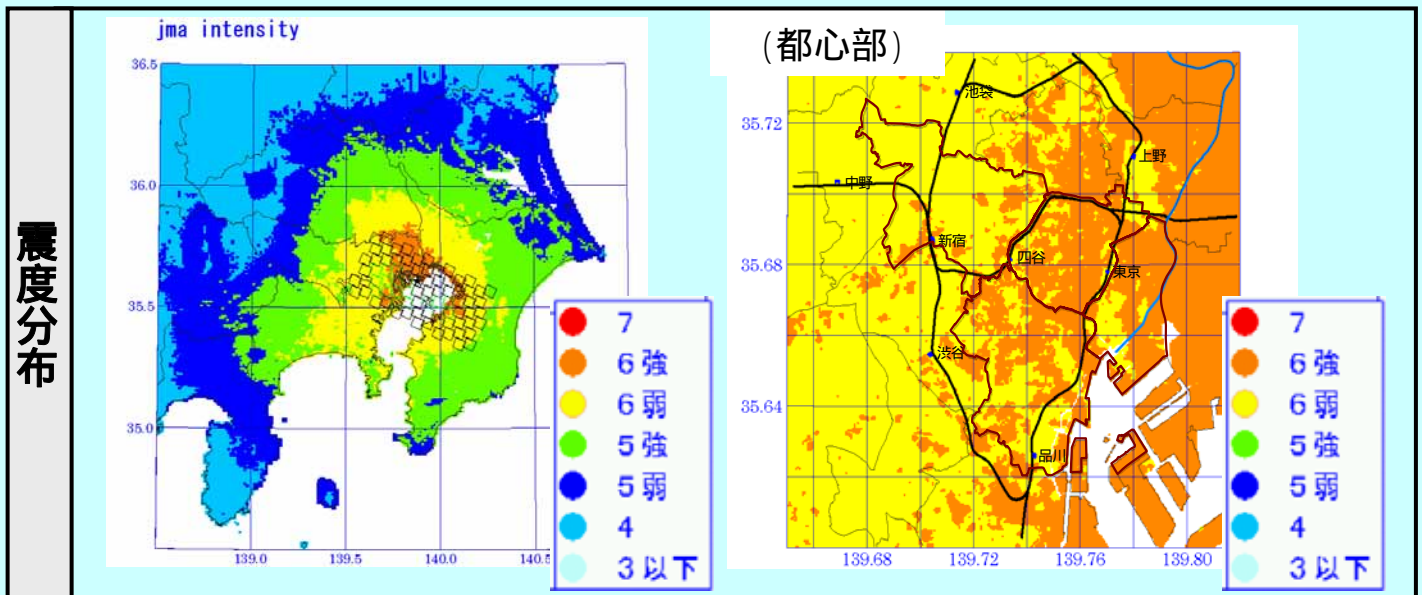 震度分布
jma intensity
36.5
36.0
35.5
35.0
139.0
139.5
140.0
140.5
7
6強
6弱
5強
5弱
4
3以下
(都心部)
35.72
35.68
35.64
139.68
139.72
139.76
139.80
池袋
上野
中野
新宿
四谷
東京
渋谷
品川
7
6強
6弱
5強
5弱
4
3以下